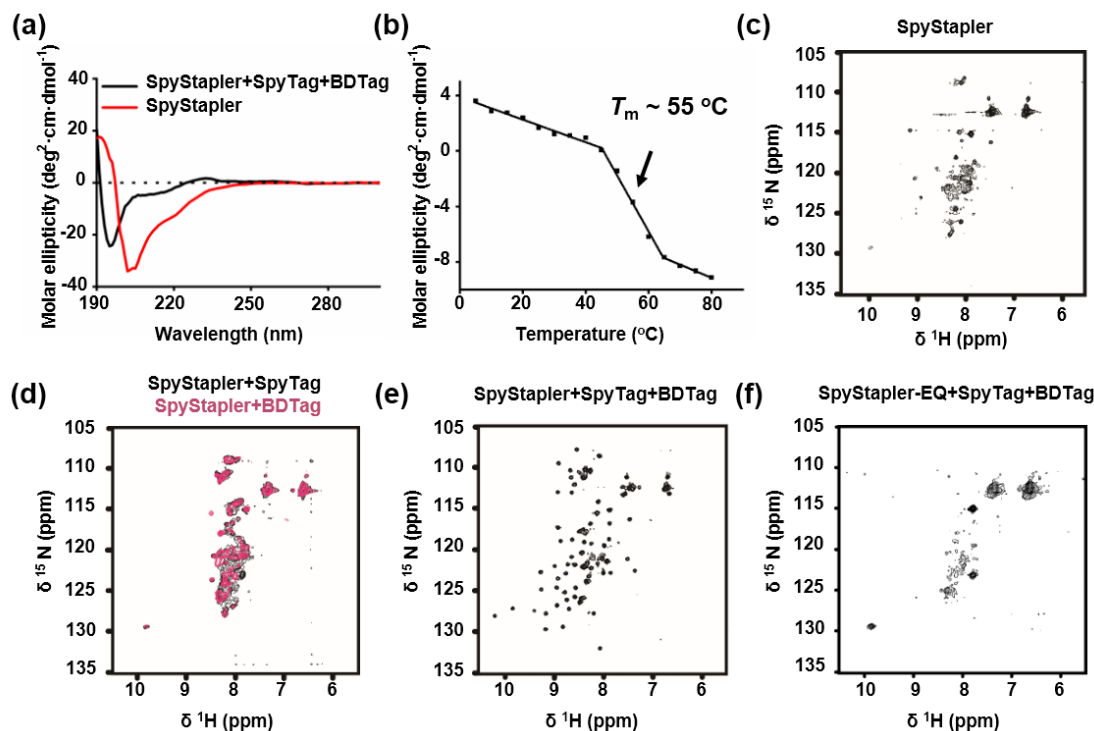 (a)
SpyStapler+SpyTag+BDTag
SpyStapler
Molar ellipticity (deg²·cm·dmol⁻¹)
40
20
0
-20
-40
190
220
250
280
Wavelength (nm)
(b)
Tm ~ 55 °C
Molar ellipticity (deg²·cm·dmol⁻¹)
4
0
-4
-8
0
20
40
60
80
Temperature (°C)
(c)
SpyStapler
δ ¹⁵N (ppm)
105
110
115
120
125
130
135
10
9
8
7
6
δ ¹H (ppm)
(d)
SpyStapler+SpyTag
SpyStapler+BDTag
δ ¹⁵N (ppm)
105
110
115
120
125
130
135
10
9
8
7
6
δ ¹H (ppm)
(e)
SpyStapler+SpyTag+BDTag
δ ¹⁵N (ppm)
105
110
115
120
125
130
135
10
9
8
7
6
δ ¹H (ppm)
(f)
SpyStapler-EQ+SpyTag+BDTag
δ ¹⁵N (ppm)
105
110
115
120
125
130
135
10
9
8
7
6
δ ¹H (ppm)